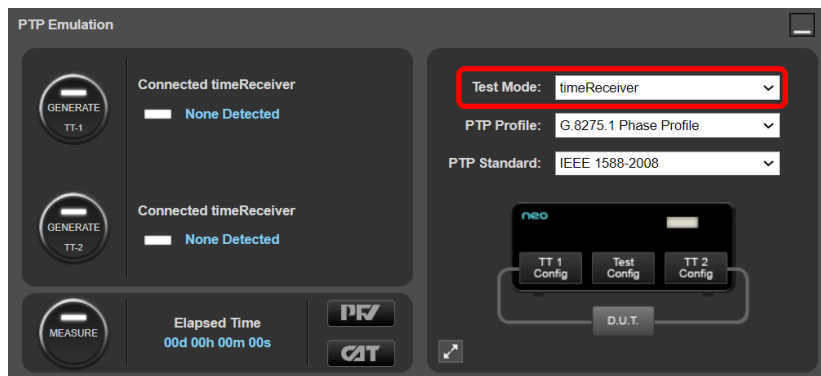 PTP Emulation
GENERATE
TT-1
Connected timeReceiver
None Detected
GENERATE
TT-2
Connected timeReceiver
None Detected
MEASURE
Elapsed Time
00d 00h 00m 00s
PFV
CAT
Test Mode: timeReceiver
PTP Profile: G.8275.1 Phase Profile
PTP Standard: IEEE 1588-2008
neo
TT 1 Config
Test Config
TT 2 Config
D.U.T.